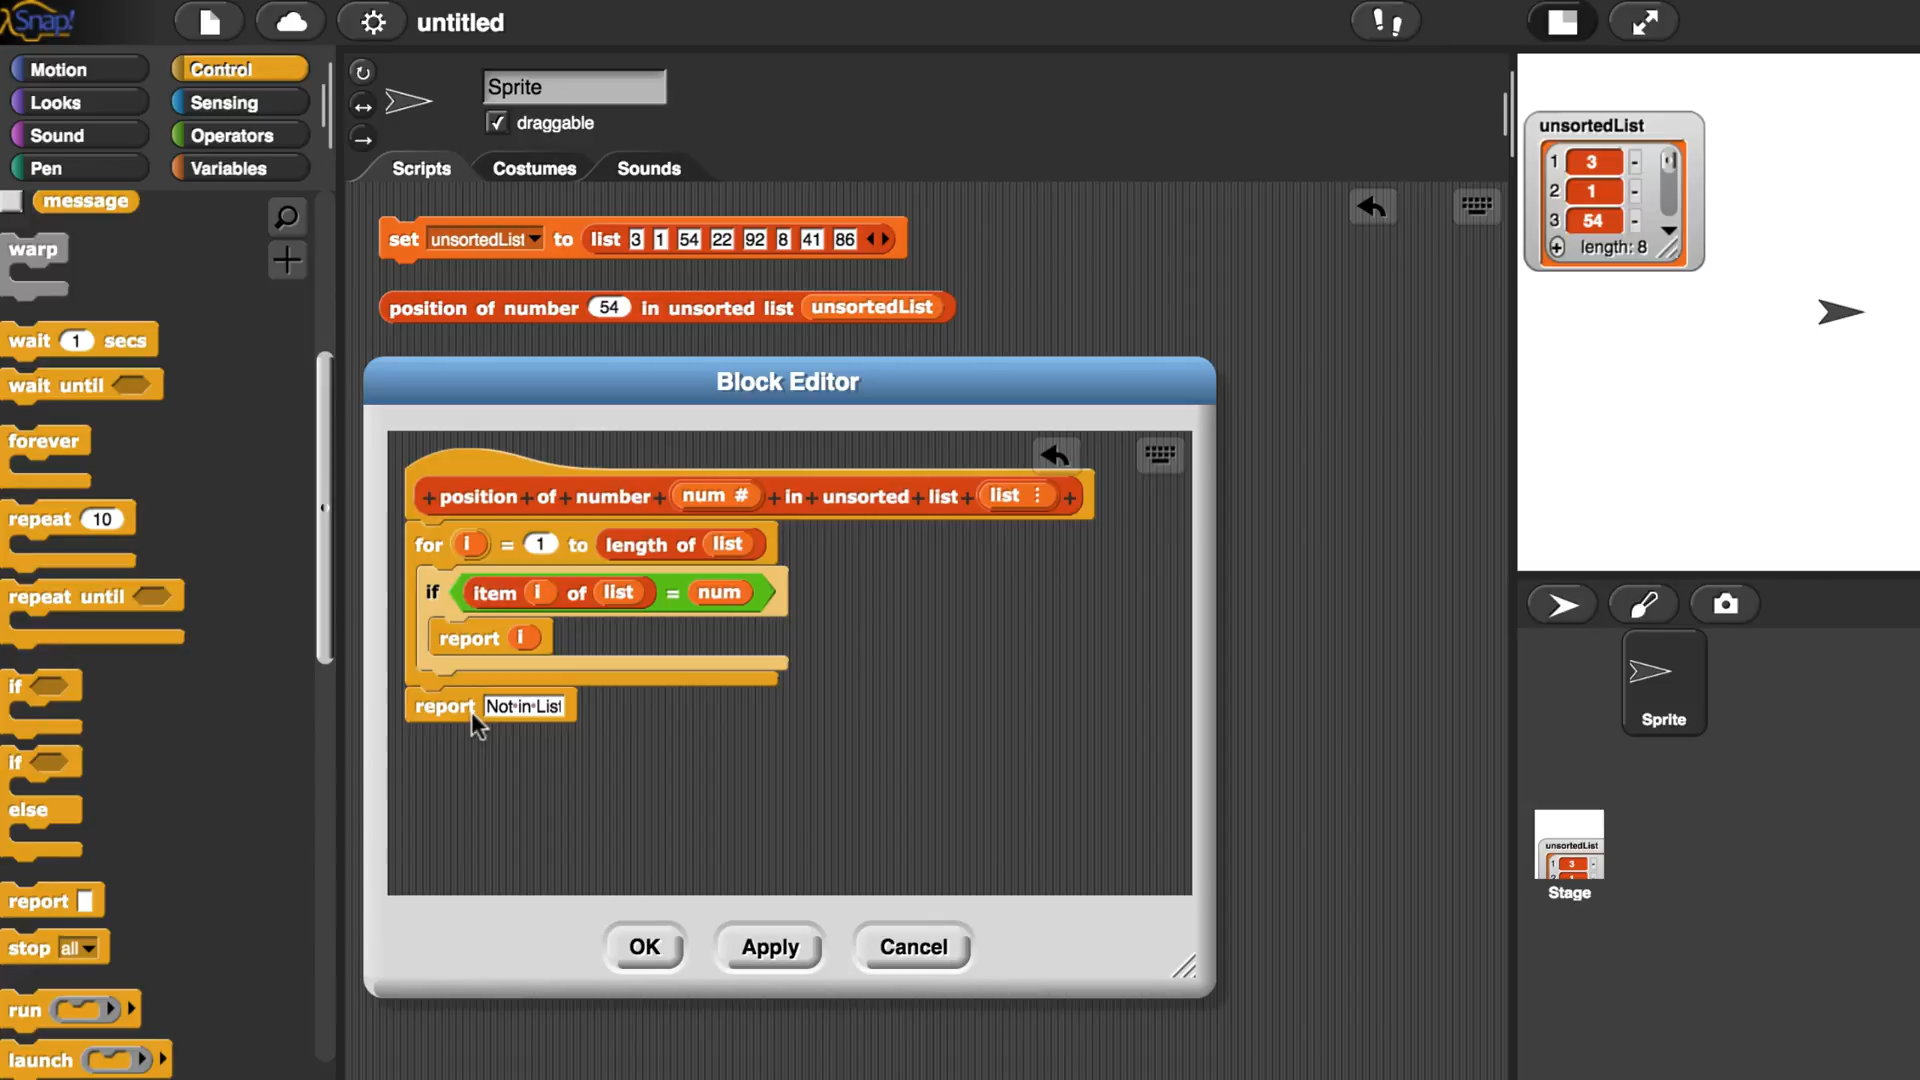 Snap!
untitled
Motion
Control
Looks
Sensing
Sound
Operators
Pen
Variables
message
warp
wait 1 secs
wait until
forever
repeat 10
repeat until
if
if
else
report
stop all
run
launch
Sprite
draggable
Scripts
Costumes
Sounds
set unsortedList to list 3 1 54 22 92 8 41 86
position of number 54 in unsorted list unsortedList
Block Editor
+ position + of + number + num # + in + unsorted + list + list ⋮ +
for i = 1 to length of list
if item i of list = num
report i
report Not·in·List
OK
Apply
Cancel
unsortedList
1 3 -
2 1 -
3 54 -
+ length: 8
Sprite
unsortedList
1 3 -
Stage